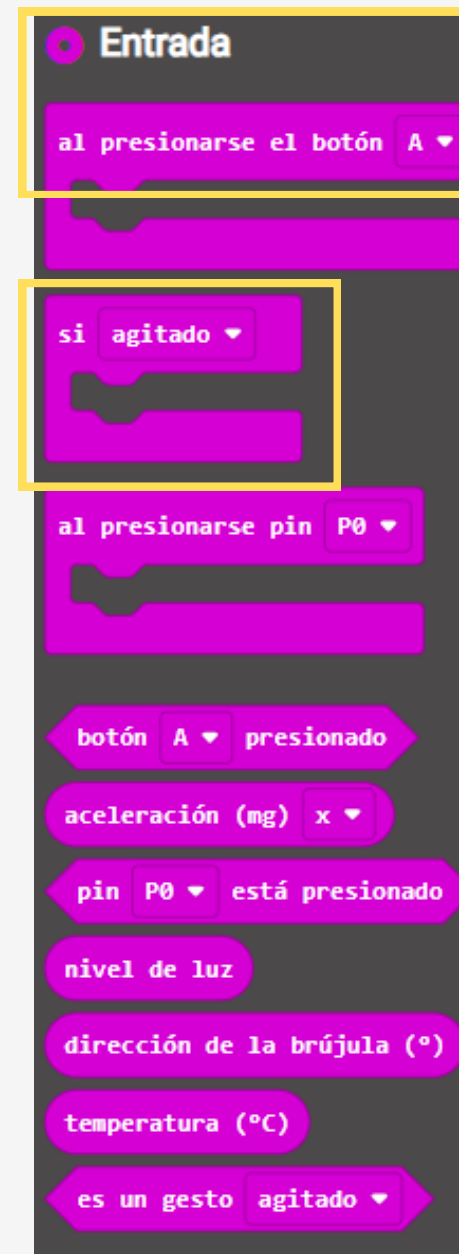 Entrada
al presionarse el botón A
si agitado
al presionarse pin P0
botón A presionado
aceleración (mg) x
pin P0 está presionado
nivel de luz
dirección de la brújula (º)
temperatura (ºC)
es un gesto agitado